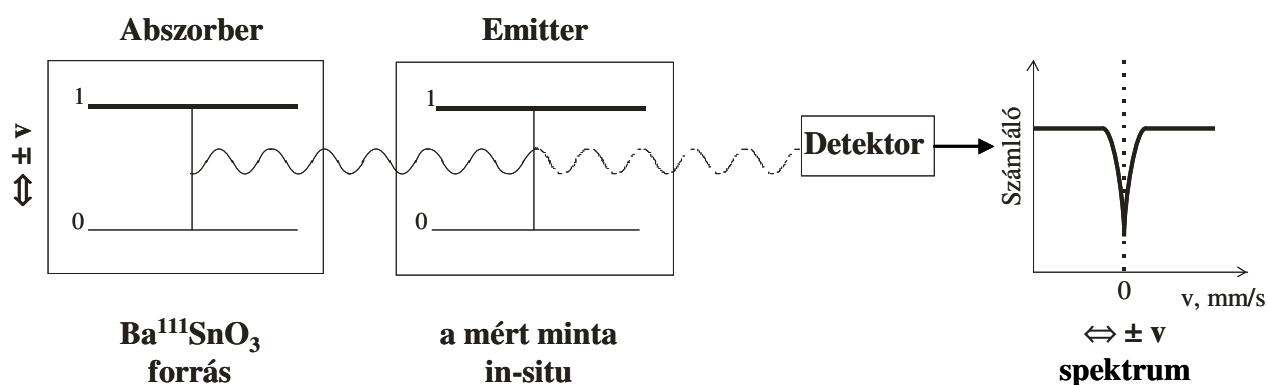 Abszorber
Emitter
1
1
0
0
⇔ ± v
Detektor
Számláló
0
v, mm/s
⇔ ± v
spektrum
Ba¹¹¹SnO₃
forrás
a mért minta
in-situ